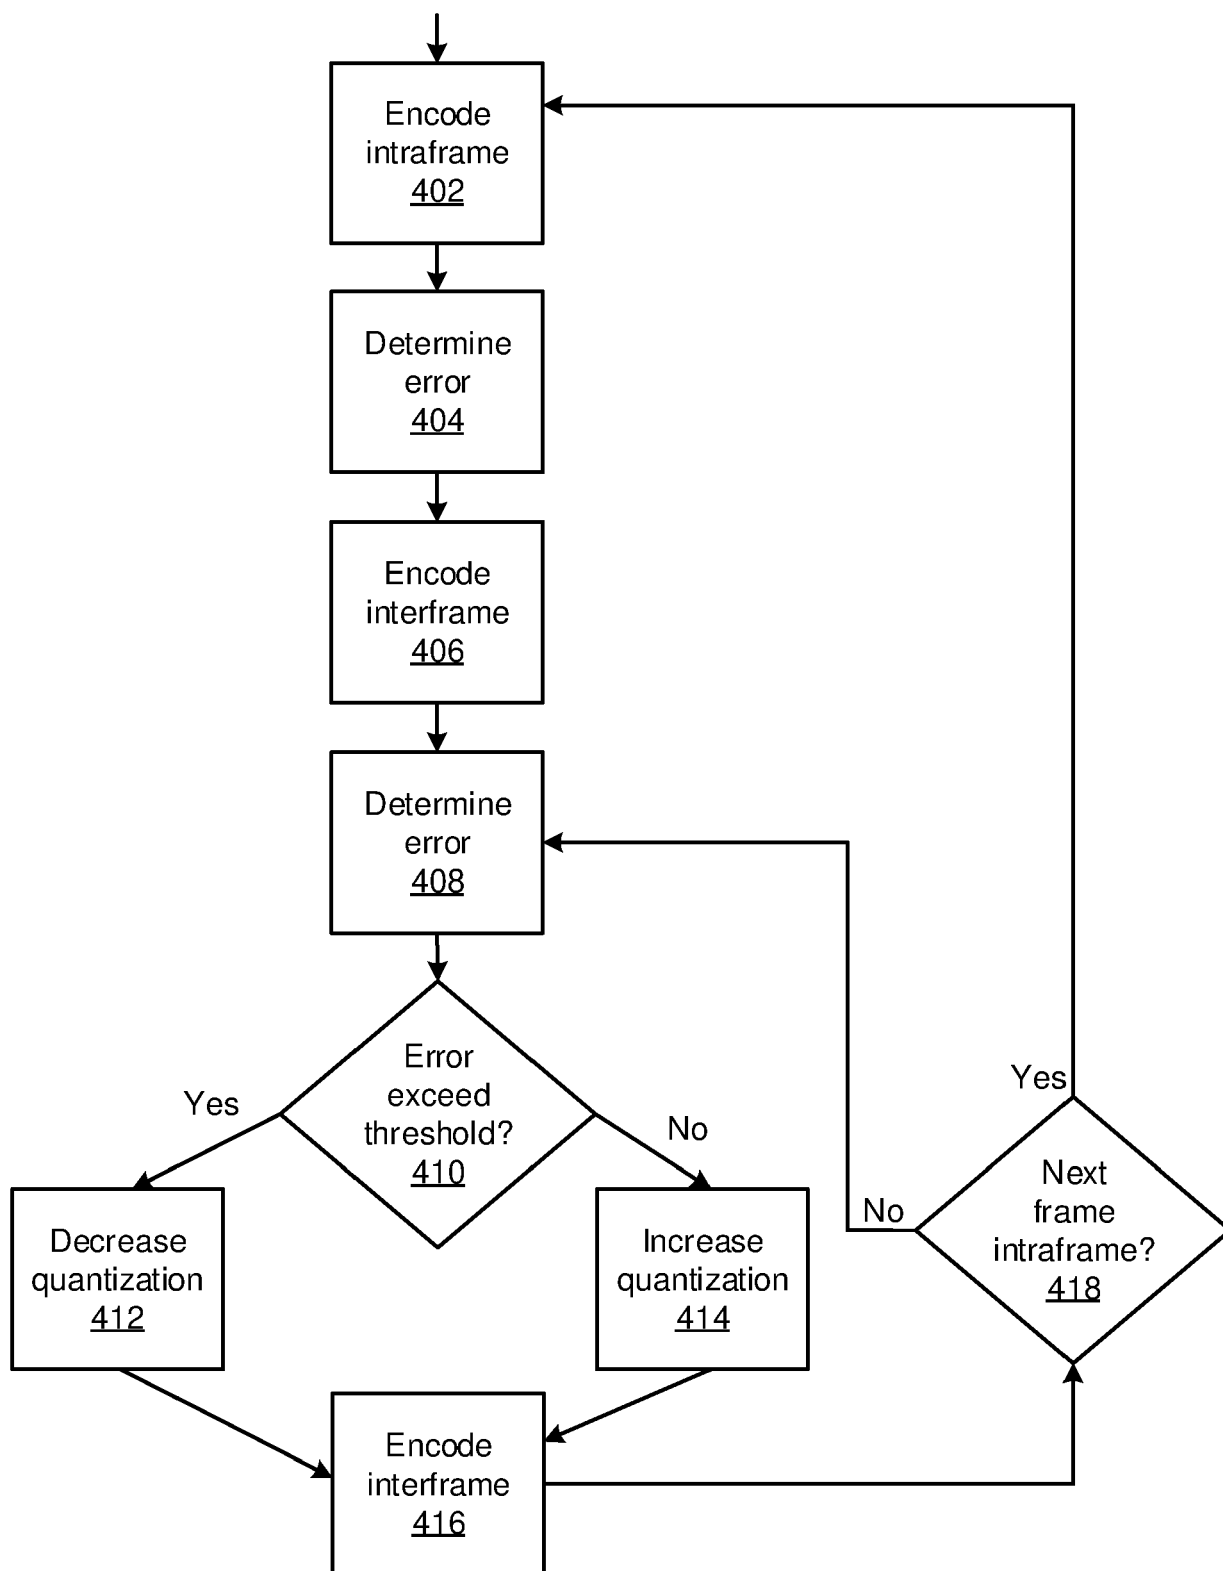 Encode
intraframe
402
Determine
error
404
Encode
interframe
406
Determine
error
408
Error
exceed
threshold?
410
Yes
No
Decrease
quantization
412
Increase
quantization
414
Encode
interframe
416
Next
frame
intraframe?
418
Yes
No